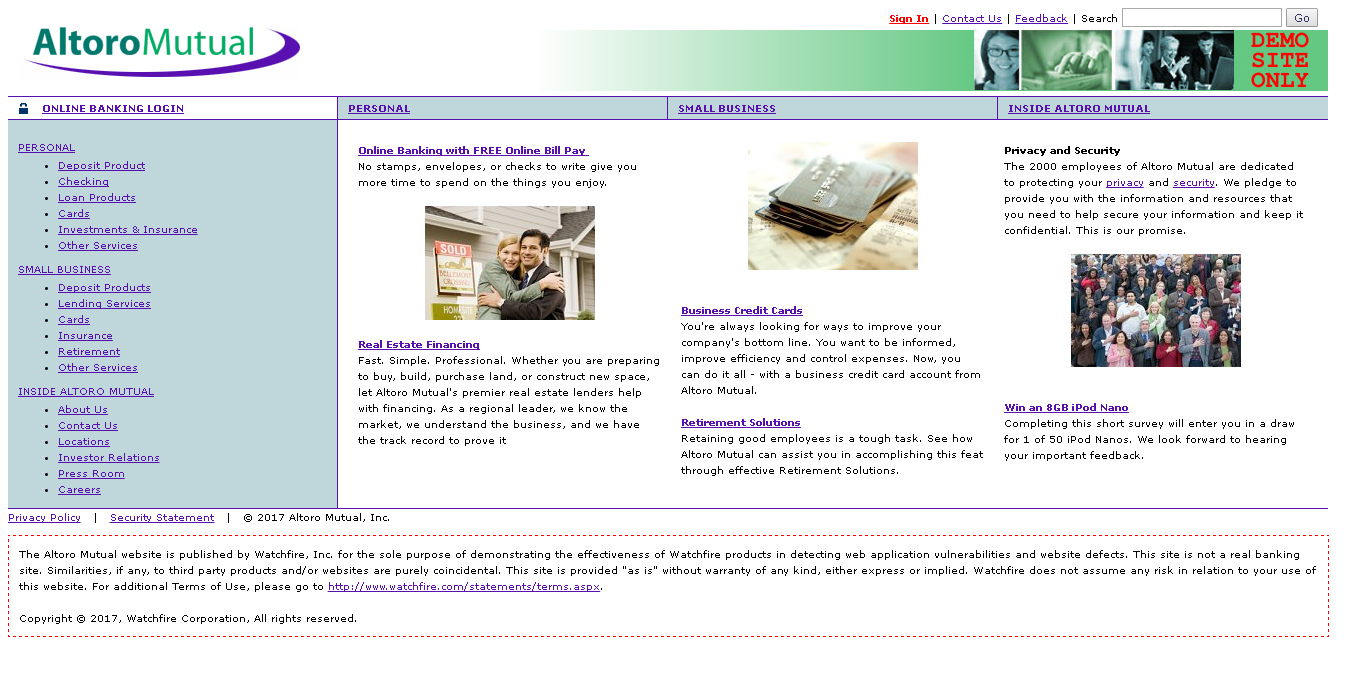 Sign In | Contact Us | Feedback | Search Go
AltoroMutual
DEMO
SITE
ONLY
ONLINE BANKING LOGIN
PERSONAL
SMALL BUSINESS
INSIDE ALTORO MUTUAL
PERSONAL
Deposit Product
Checking
Loan Products
Cards
Investments & Insurance
Other Services
SMALL BUSINESS
Deposit Products
Lending Services
Cards
Insurance
Retirement
Other Services
INSIDE ALTORO MUTUAL
About Us
Contact Us
Locations
Investor Relations
Press Room
Careers
Online Banking with FREE Online Bill Pay
No stamps, envelopes, or checks to write give you
more time to spend on the things you enjoy.
SOLD
HOMESITE
Real Estate Financing
Fast. Simple. Professional. Whether you are preparing
to buy, build, purchase land, or construct new space,
let Altoro Mutual's premier real estate lenders help
with financing. As a regional leader, we know the
market, we understand the business, and we have
the track record to prove it
Business Credit Cards
You're always looking for ways to improve your
company's bottom line. You want to be informed,
improve efficiency and control expenses. Now, you
can do it all - with a business credit card account from
Altoro Mutual.
Retirement Solutions
Retaining good employees is a tough task. See how
Altoro Mutual can assist you in accomplishing this feat
through effective Retirement Solutions.
Privacy and Security
The 2000 employees of Altoro Mutual are dedicated
to protecting your privacy and security. We pledge to
provide you with the information and resources that
you need to help secure your information and keep it
confidential. This is our promise.
Win an 8GB iPod Nano
Completing this short survey will enter you in a draw
for 1 of 50 iPod Nanos. We look forward to hearing
your important feedback.
Privacy Policy | Security Statement | © 2017 Altoro Mutual, Inc.
The Altoro Mutual website is published by Watchfire, Inc. for the sole purpose of demonstrating the effectiveness of Watchfire products in detecting web application vulnerabilities and website defects. This site is not a real banking
site. Similarities, if any, to third party products and/or websites are purely coincidental. This site is provided "as is" without warranty of any kind, either express or implied. Watchfire does not assume any risk in relation to your use of
this website. For additional Terms of Use, please go to http://www.watchfire.com/statements/terms.aspx.
Copyright © 2017, Watchfire Corporation, All rights reserved.